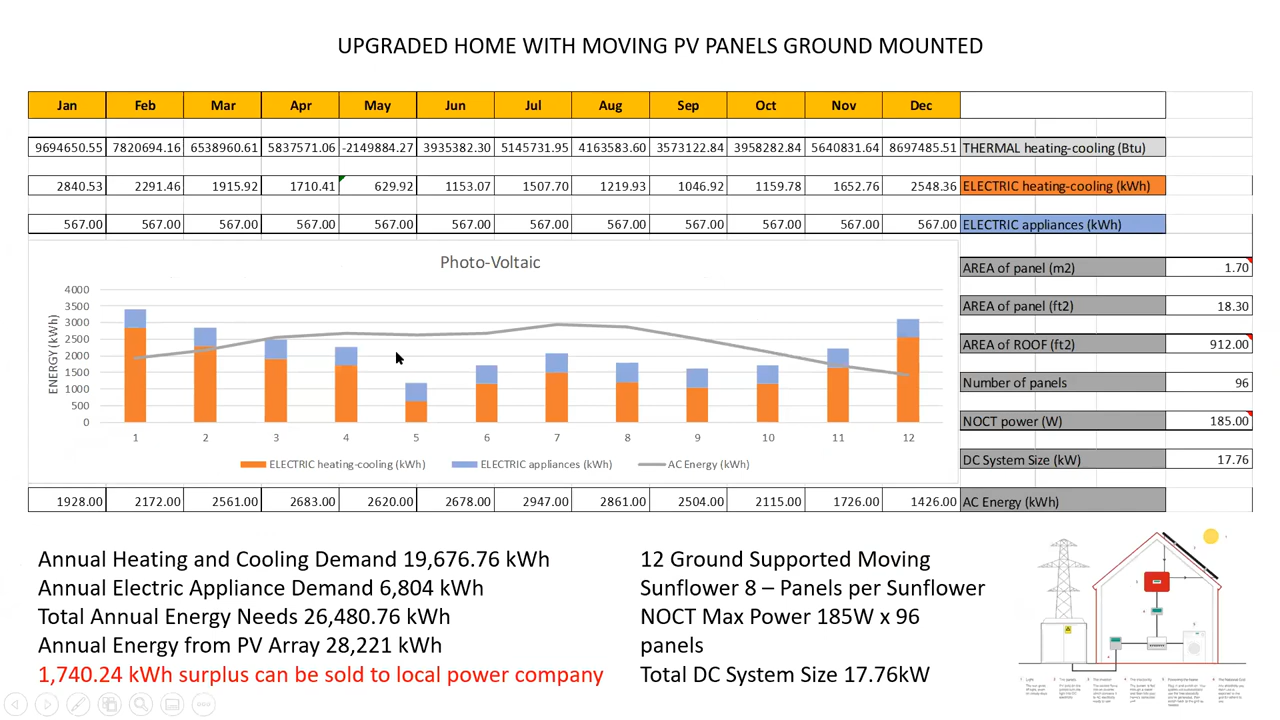 UPGRADED HOME WITH MOVING PV PANELS GROUND MOUNTED
Jan Feb Mar Apr May Jun Jul Aug Sep Oct Nov Dec
9694650.55 7820694.16 6538960.61 5837571.06 -2149884.27 3935382.30 5145731.95 4163583.60 3573122.84 3958282.84 5640831.64 8697485.51 THERMAL heating-cooling (Btu)
2840.53 2291.46 1915.92 1710.41 629.92 1153.07 1507.70 1219.93 1046.92 1159.78 1652.76 2548.36 ELECTRIC heating-cooling (kWh)
567.00 567.00 567.00 567.00 567.00 567.00 567.00 567.00 567.00 567.00 567.00 567.00 ELECTRIC appliances (kWh)
Photo-Voltaic
ENERGY (kWh)
4000
3500
3000
2500
2000
1500
1000
500
0
1 2 3 4 5 6 7 8 9 10 11 12
ELECTRIC heating-cooling (kWh) ELECTRIC appliances (kWh) AC Energy (kWh)
AREA of panel (m2) 1.70
AREA of panel (ft2) 18.30
AREA of ROOF (ft2) 912.00
Number of panels 96
NOCT power (W) 185.00
DC System Size (kW) 17.76
1928.00 2172.00 2561.00 2683.00 2620.00 2678.00 2947.00 2861.00 2504.00 2115.00 1726.00 1426.00 AC Energy (kWh)
Annual Heating and Cooling Demand 19,676.76 kWh
Annual Electric Appliance Demand 6,804 kWh
Total Annual Energy Needs 26,480.76 kWh
Annual Energy from PV Array 28,221 kWh
1,740.24 kWh surplus can be sold to local power company
12 Ground Supported Moving
Sunflower 8 – Panels per Sunflower
NOCT Max Power 185W x 96
panels
Total DC System Size 17.76kW